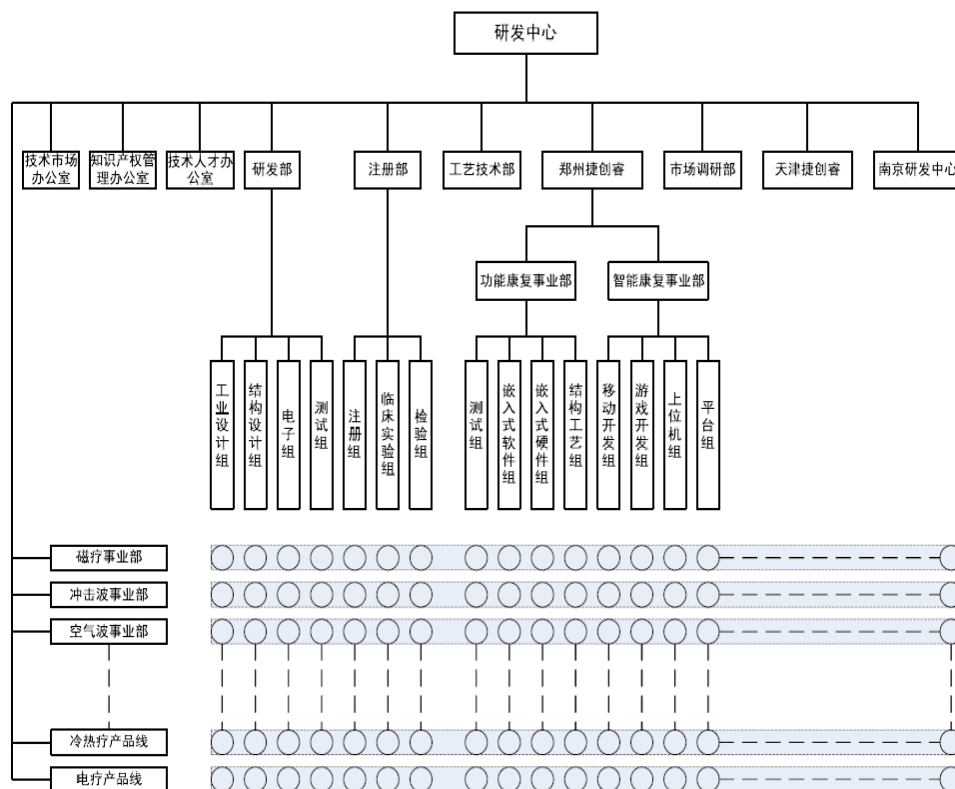 研发中心
技术市场
办公室
知识产权管
理办公室
技术人才办
公室
研发部
注册部
工艺技术部
郑州捷创睿
市场调研部
天津捷创睿
南京研发中心
功能康复事业部
智能康复事业部
工业设计组
结构设计组
电子组
测试组
注册组
临床实验组
检验组
测试组
嵌入式软件组
嵌入式硬件组
结构工艺组
移动开发组
游戏开发组
上位机组
平台组
磁疗事业部
冲击波事业部
空气波事业部
冷热疗产品线
电疗产品线